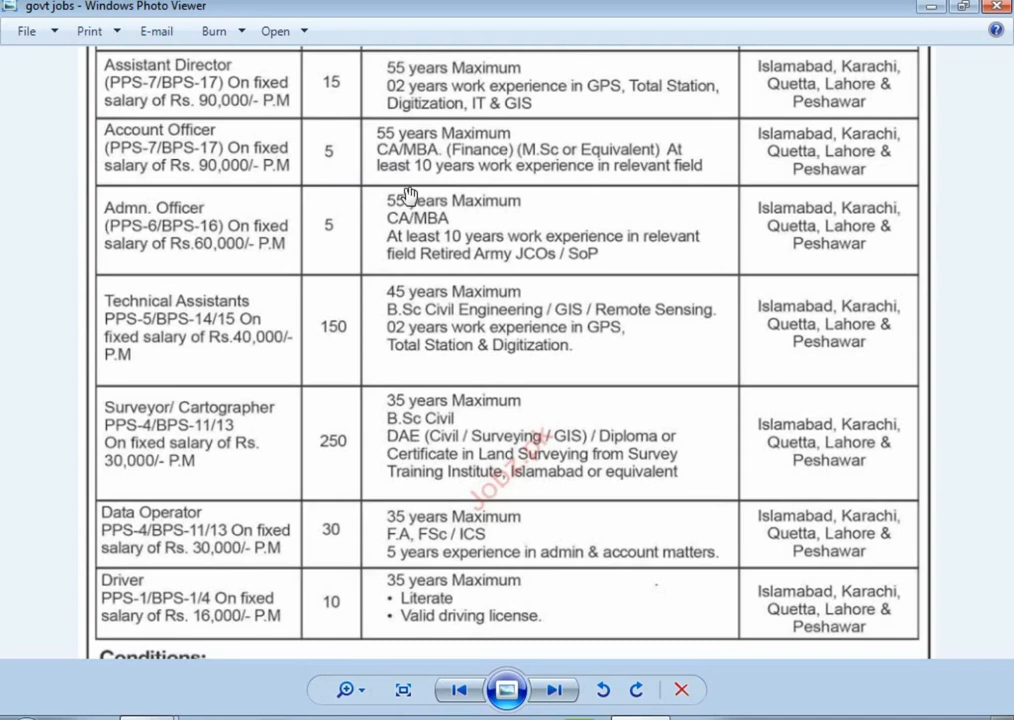 govt jobs - Windows Photo Viewer
File Print E-mail Burn Open
Assistant Director
(PPS-7/BPS-17) On fixed
salary of Rs. 90,000/- P.M
15
55 years Maximum
02 years work experience in GPS, Total Station,
Digitization, IT & GIS
Islamabad, Karachi,
Quetta, Lahore &
Peshawar
Account Officer
(PPS-7/BPS-17) On fixed
salary of Rs. 90,000/- P.M
5
55 years Maximum
CA/MBA. (Finance) (M.Sc or Equivalent) At
least 10 years work experience in relevant field
Islamabad, Karachi,
Quetta, Lahore &
Peshawar
Admn. Officer
(PPS-6/BPS-16) On fixed
salary of Rs.60,000/- P.M
5
55 years Maximum
CA/MBA
At least 10 years work experience in relevant
field Retired Army JCOs / SoP
Islamabad, Karachi,
Quetta, Lahore &
Peshawar
Technical Assistants
PPS-5/BPS-14/15 On
fixed salary of Rs.40,000/-
P.M
150
45 years Maximum
B.Sc Civil Engineering / GIS / Remote Sensing.
02 years work experience in GPS,
Total Station & Digitization.
Islamabad, Karachi,
Quetta, Lahore &
Peshawar
Surveyor/ Cartographer
PPS-4/BPS-11/13
On fixed salary of Rs.
30,000/- P.M
250
35 years Maximum
B.Sc Civil
DAE (Civil / Surveying / GIS) / Diploma or
Certificate in Land Surveying from Survey
Training Institute, Islamabad or equivalent
Islamabad, Karachi,
Quetta, Lahore &
Peshawar
Jobz.pk
Data Operator
PPS-4/BPS-11/13 On fixed
salary of Rs. 30,000/- P.M
30
35 years Maximum
F.A, FSc / ICS
5 years experience in admin & account matters.
Islamabad, Karachi,
Quetta, Lahore &
Peshawar
Driver
PPS-1/BPS-1/4 On fixed
salary of Rs. 16,000/- P.M
10
35 years Maximum
• Literate
• Valid driving license.
Islamabad, Karachi,
Quetta, Lahore &
Peshawar
Conditions: